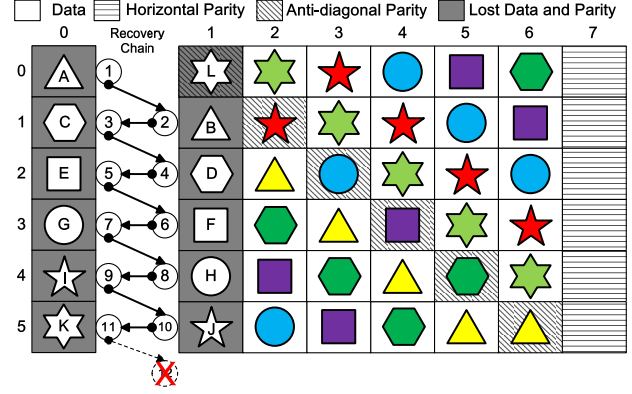 Data Horizontal Parity Anti-diagonal Parity Lost Data and Parity
0 Recovery Chain 1 2 3 4 5 6 7
0 A 1 L
1 C 3 2 B
2 E 5 4 D
3 G 7 6 F
4 I 9 8 H
5 K 11 10 J
12